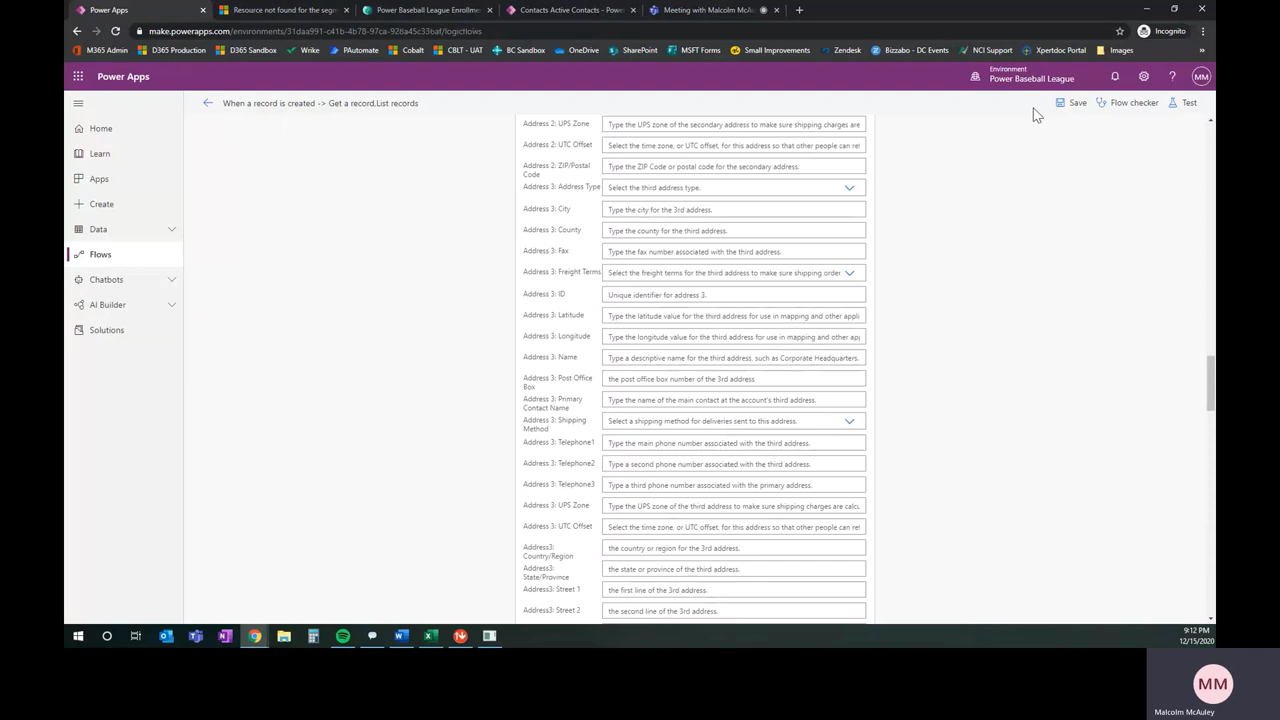 Power Apps
Resource not found for the seg
Power Baseball League Enrollme
Contacts Active Contacts - Power
Meeting with Malcolm McAu
make.powerapps.com/environments/31daa991-c41b-4b78-97ca-928a45c33baf/logicflows
Incognito
M365 Admin
D365 Production
D365 Sandbox
Wrike
PAutomate
Cobalt
CBLT - UAT
BC Sandbox
OneDrive
SharePoint
MSFT Forms
Small Improvements
Zendesk
Bizzabo - DC Events
NCI Support
Xpertdoc Portal
Images
Power Apps
Environment
Power Baseball League
MM
When a record is created -> Get a record,List records
Save
Flow checker
Test
Home
Learn
Apps
Create
Data
Flows
Chatbots
AI Builder
Solutions
Address 2: UPS Zone
Type the UPS zone of the secondary address to make sure shipping charges are
Address 2: UTC Offset
Select the time zone, or UTC offset, for this address so that other people can ref
Address 2: ZIP/Postal
Code
Type the ZIP Code or postal code for the secondary address.
Address 3: Address Type
Select the third address type.
Address 3: City
Type the city for the 3rd address.
Address 3: County
Type the county for the third address.
Address 3: Fax
Type the fax number associated with the third address.
Address 3: Freight Terms
Select the freight terms for the third address to make sure shipping order
Address 3: ID
Unique identifier for address 3.
Address 3: Latitude
Type the latitude value for the third address for use in mapping and other appli
Address 3: Longitude
Type the longitude value for the third address for use in mapping and other app
Address 3: Name
Type a descriptive name for the third address, such as Corporate Headquarters.
Address 3: Post Office
Box
the post office box number of the 3rd address
Address 3: Primary
Contact Name
Type the name of the main contact at the account's third address.
Address 3: Shipping
Method
Select a shipping method for deliveries sent to this address.
Address 3: Telephone1
Type the main phone number associated with the third address.
Address 3: Telephone2
Type a second phone number associated with the third address.
Address 3: Telephone3
Type a third phone number associated with the primary address.
Address 3: UPS Zone
Type the UPS zone of the third address to make sure shipping charges are calcu
Address 3: UTC Offset
Select the time zone, or UTC offset, for this address so that other people can ref
Address3:
Country/Region
the country or region for the 3rd address.
Address3:
State/Province
the state or province of the third address.
Address3: Street 1
the first line of the 3rd address.
Address3: Street 2
the second line of the 3rd address.
9:12 PM
12/15/2020
MM
Malcolm McAuley